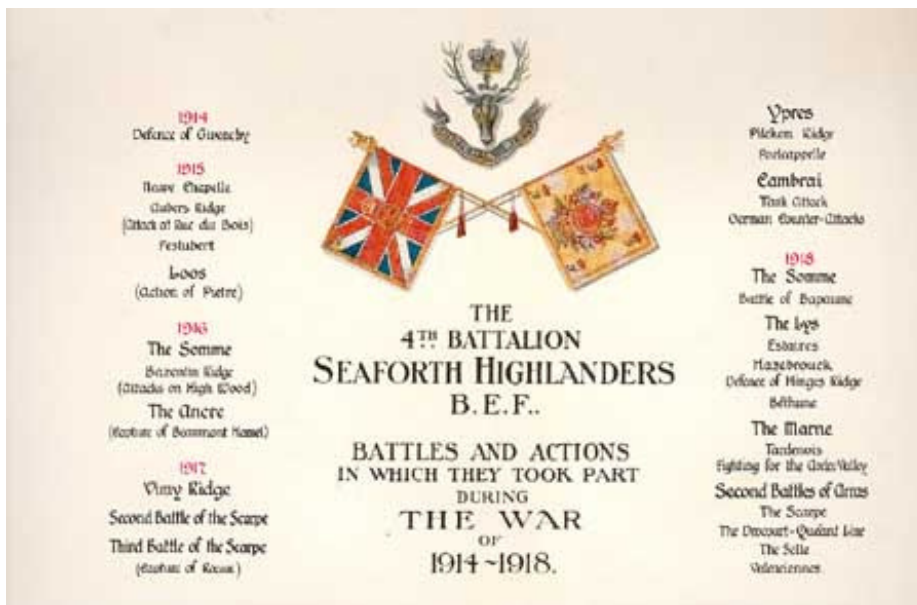 1914
Defence of Givenchy
1915
Neuve Chapelle
Aubers Ridge
(Attack at Rue du Bois)
Festubert
Loos
(Action of Pietre)
1916
The Somme
Bazentin Ridge
(Attacks on High Wood)
The Ancre
(Capture of Beaumont Hamel)
1917
Vimy Ridge
Second Battle of the Scarpe
Third Battle of the Scarpe
(Capture of Roeux)
THE
4TH BATTALION
SEAFORTH HIGHLANDERS
B.E.F..
BATTLES AND ACTIONS
IN WHICH THEY TOOK PART
DURING
THE WAR
OF
1914~1918.
Ypres
Pilckem Ridge
Poelcappelle
Cambrai
Tank Attack
German Counter-Attacks
1918
The Somme
Battle of Bapaume
The Lys
Estaires
Hazebrouck
Defence of Hinges Ridge
Béthune
The Marne
Tardenois
Fighting for the Valley
Second Battles of Arras
The Scarpe
The Drocourt-Quéant Line
The Selle
Valenciennes